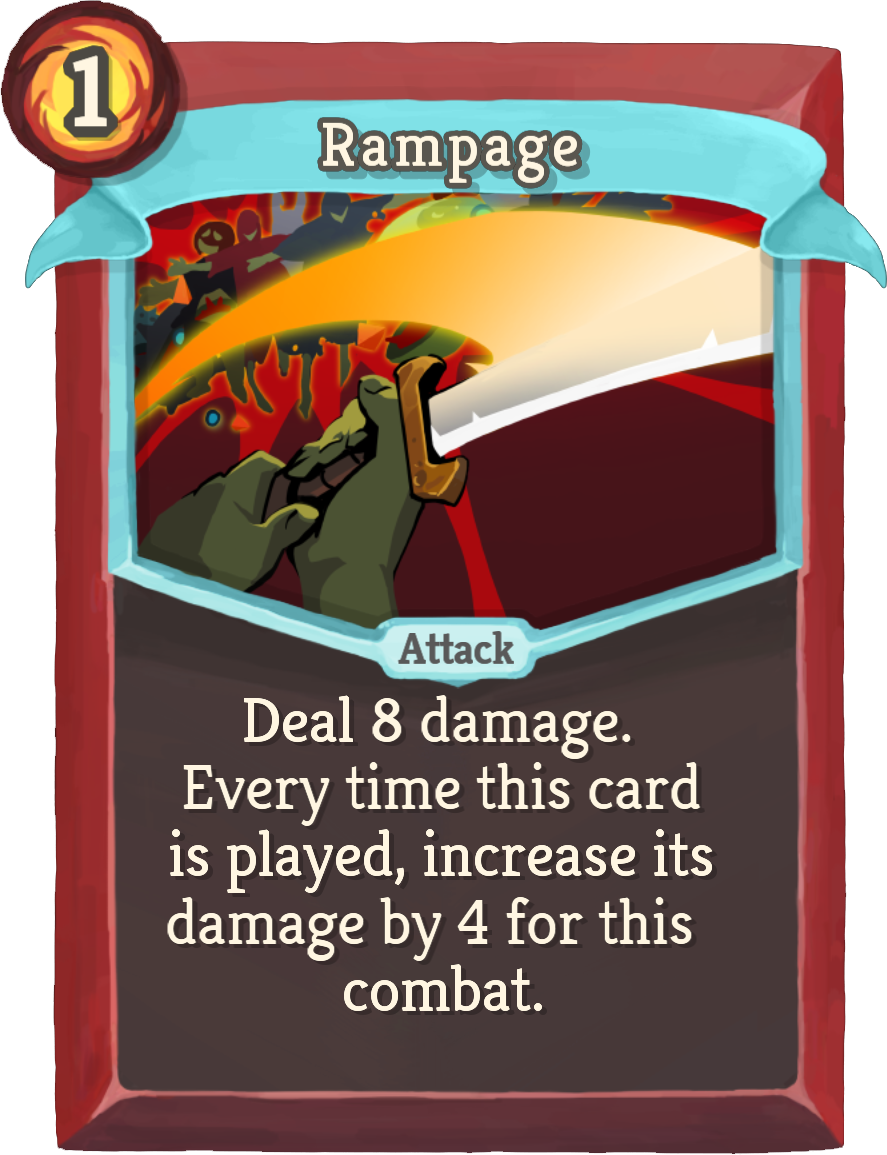 1
Rampage
Attack
Deal 8 damage.
Every time this card
is played, increase its
damage by 4 for this
combat.